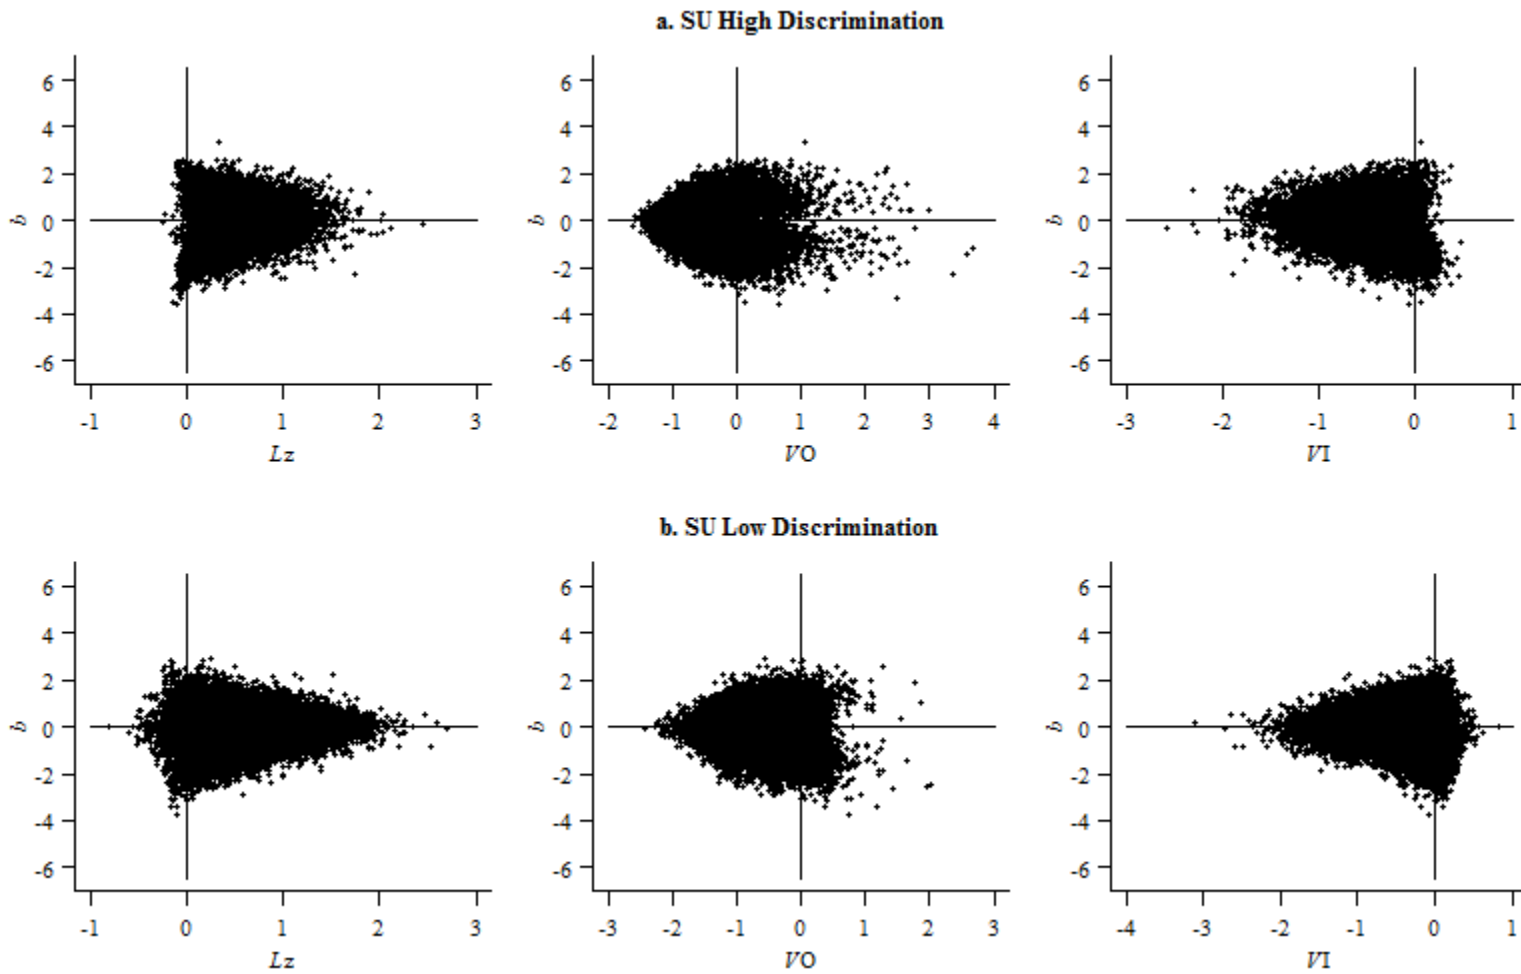 a. SU High Discrimination
6 6 6
4 4 4
2 2 2
b 0 b 0 b 0
-2 -2 -2
-4 -4 -4
-6 -6 -6
-1 0 1 2 3 -2 -1 0 1 2 3 4 -3 -2 -1 0 1
Lz VO VI
b. SU Low Discrimination
6 6 6
4 4 4
2 2 2
b 0 b 0 b 0
-2 -2 -2
-4 -4 -4
-6 -6 -6
-1 0 1 2 3 -3 -2 -1 0 1 2 3 -4 -3 -2 -1 0 1
Lz VO VI